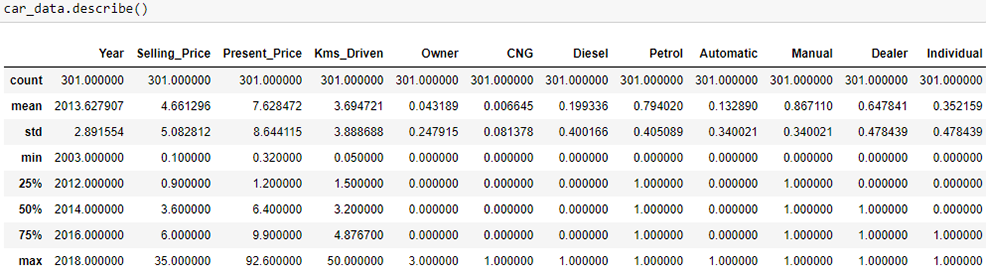 car_data.describe()
Year Selling_Price Present_Price Kms_Driven Owner CNG Diesel Petrol Automatic Manual Dealer Individual
count 301.000000 301.000000 301.000000 301.000000 301.000000 301.000000 301.000000 301.000000 301.000000 301.000000 301.000000 301.000000
mean 2013.627907 4.661296 7.628472 3.694721 0.043189 0.006645 0.199336 0.794020 0.132890 0.867110 0.647841 0.352159
std 2.891554 5.082812 8.644115 3.888688 0.247915 0.081378 0.400166 0.405089 0.340021 0.340021 0.478439 0.478439
min 2003.000000 0.100000 0.320000 0.050000 0.000000 0.000000 0.000000 0.000000 0.000000 0.000000 0.000000 0.000000
25% 2012.000000 0.900000 1.200000 1.500000 0.000000 0.000000 0.000000 1.000000 0.000000 1.000000 0.000000 0.000000
50% 2014.000000 3.600000 6.400000 3.200000 0.000000 0.000000 0.000000 1.000000 0.000000 1.000000 1.000000 0.000000
75% 2016.000000 6.000000 9.900000 4.876700 0.000000 0.000000 0.000000 1.000000 0.000000 1.000000 1.000000 1.000000
max 2018.000000 35.000000 92.600000 50.000000 3.000000 1.000000 1.000000 1.000000 1.000000 1.000000 1.000000 1.000000